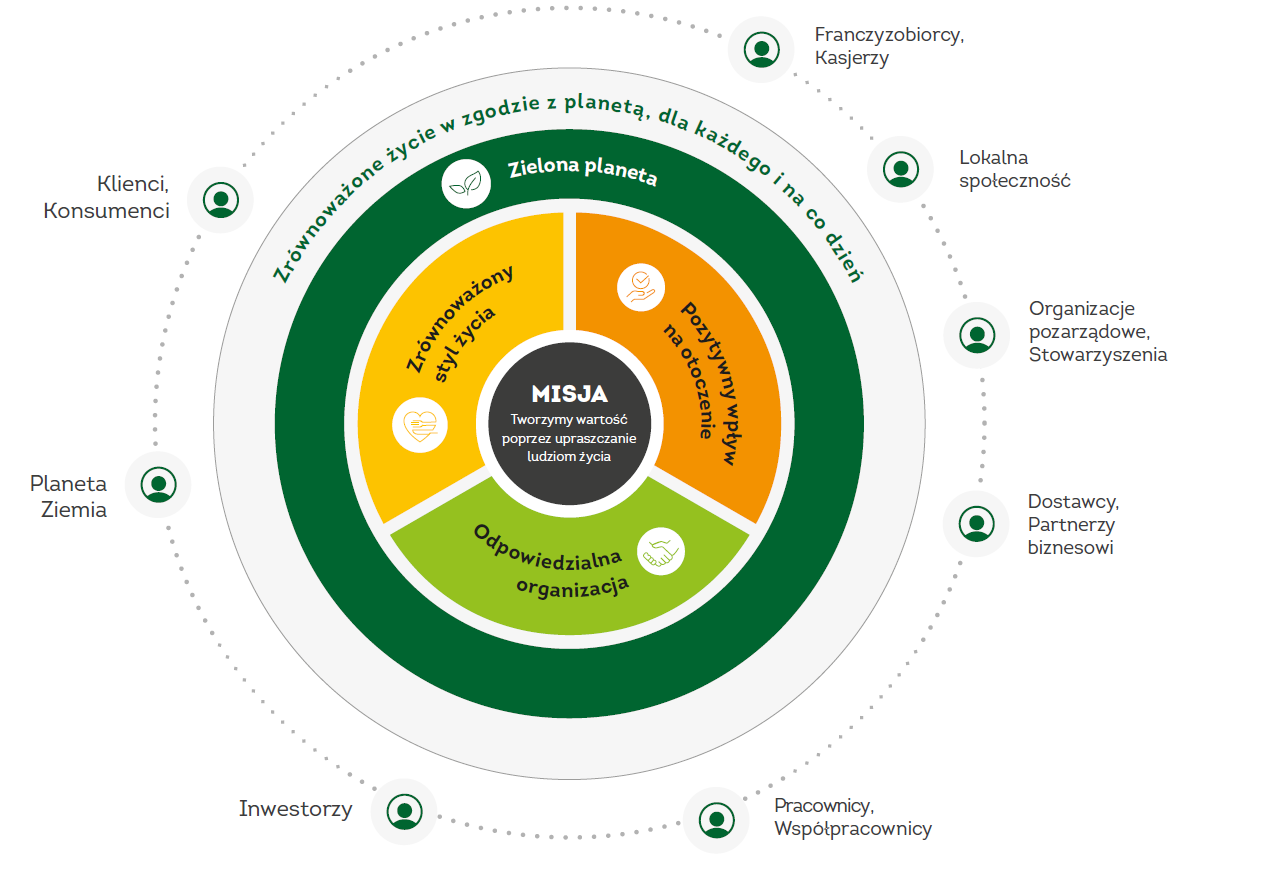 Franczyzobiorcy,
Kasjerzy
Zrównoważone życie w zgodzie z planetą, dla każdego i na co dzień
Zielona planeta
Lokalna
społeczność
Klienci,
Konsumenci
Zrównoważony
styl życia
Pozytywny wpływ
na otoczenie
Organizacje
pozarządowe,
Stowarzyszenia
MISJA
Tworzymy wartość
poprzez upraszczanie
ludziom życia
Planeta
Ziemia
Dostawcy,
Partnerzy
biznesowi
Odpowiedzialna
organizacja
Inwestorzy
Pracownicy,
Współpracownicy